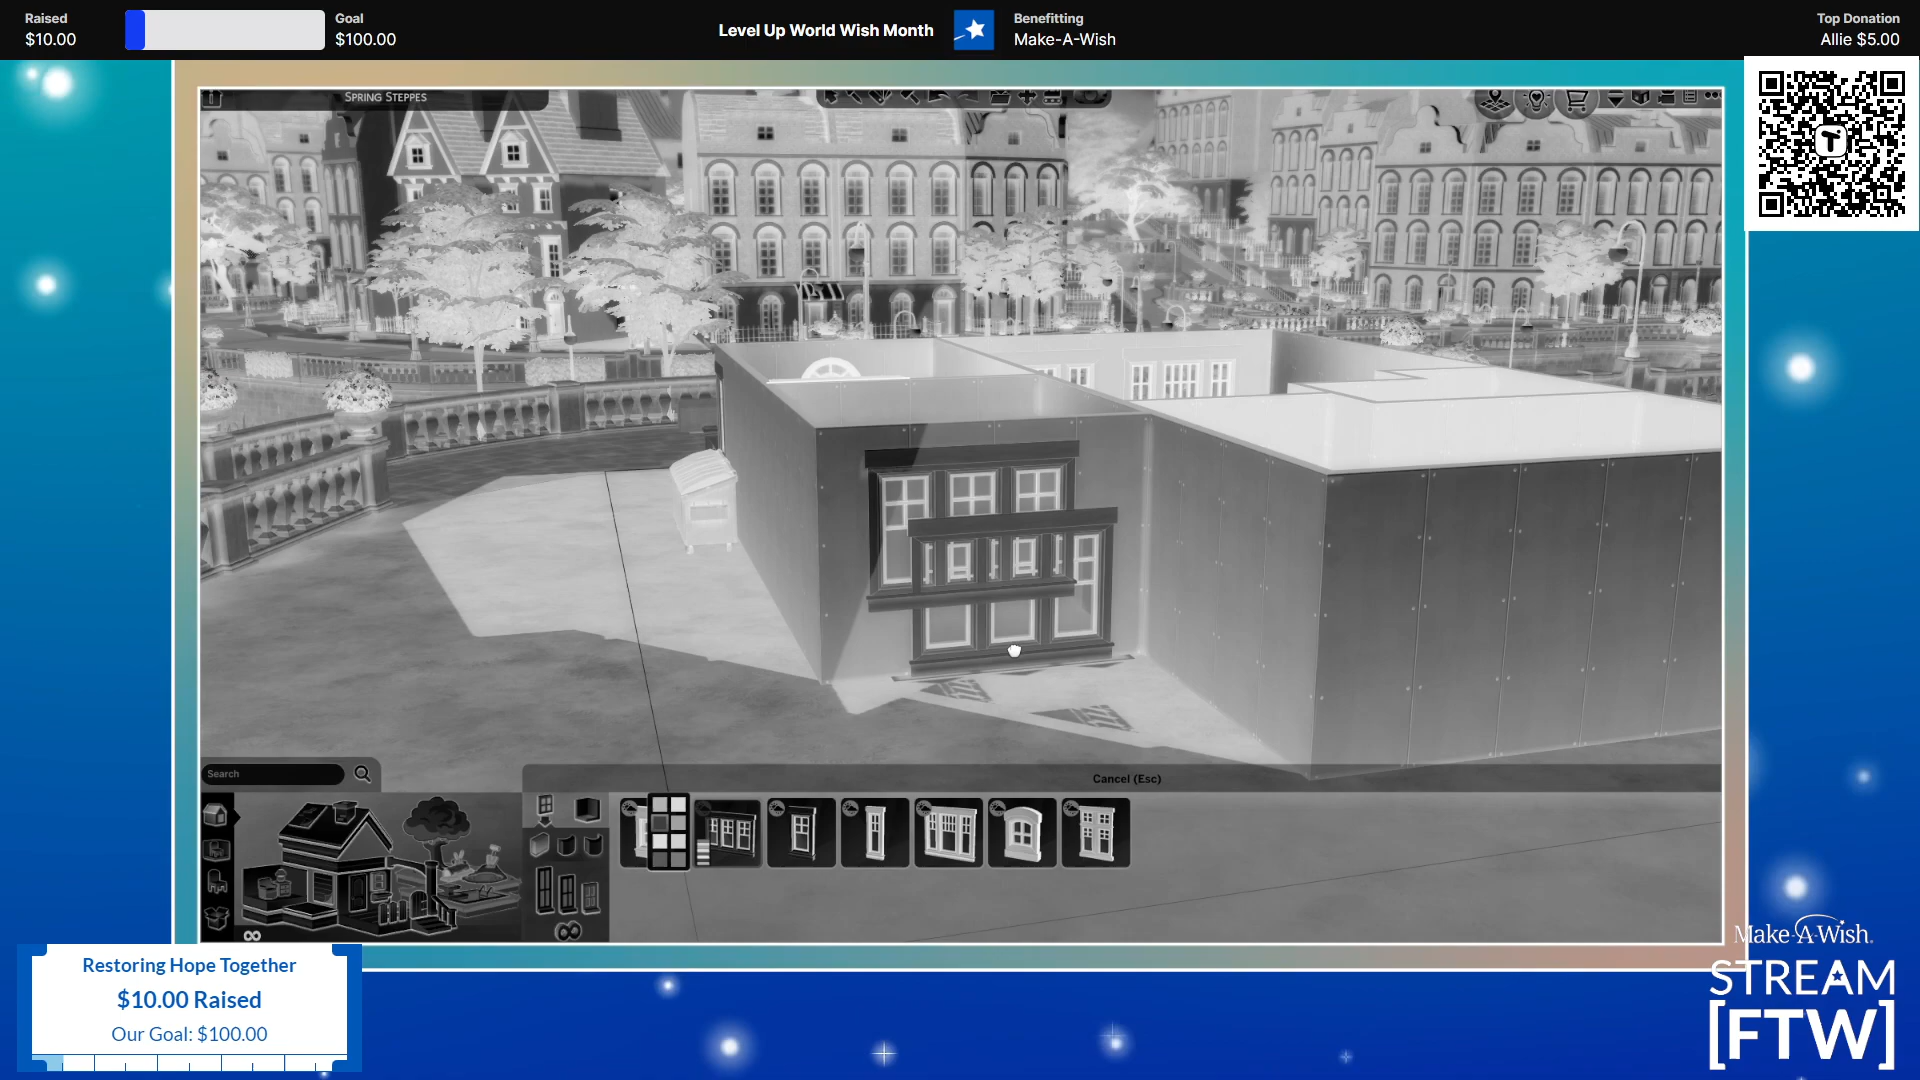 Raised
$10.00
Goal
$100.00
Level Up World Wish Month
Benefitting
Make-A-Wish
Top Donation
Allie $5.00
SPRING STEPPES
Search
Cancel (Esc)
Restoring Hope Together
$10.00 Raised
Our Goal: $100.00
Make-A-Wish.
STREAM
[FTW]